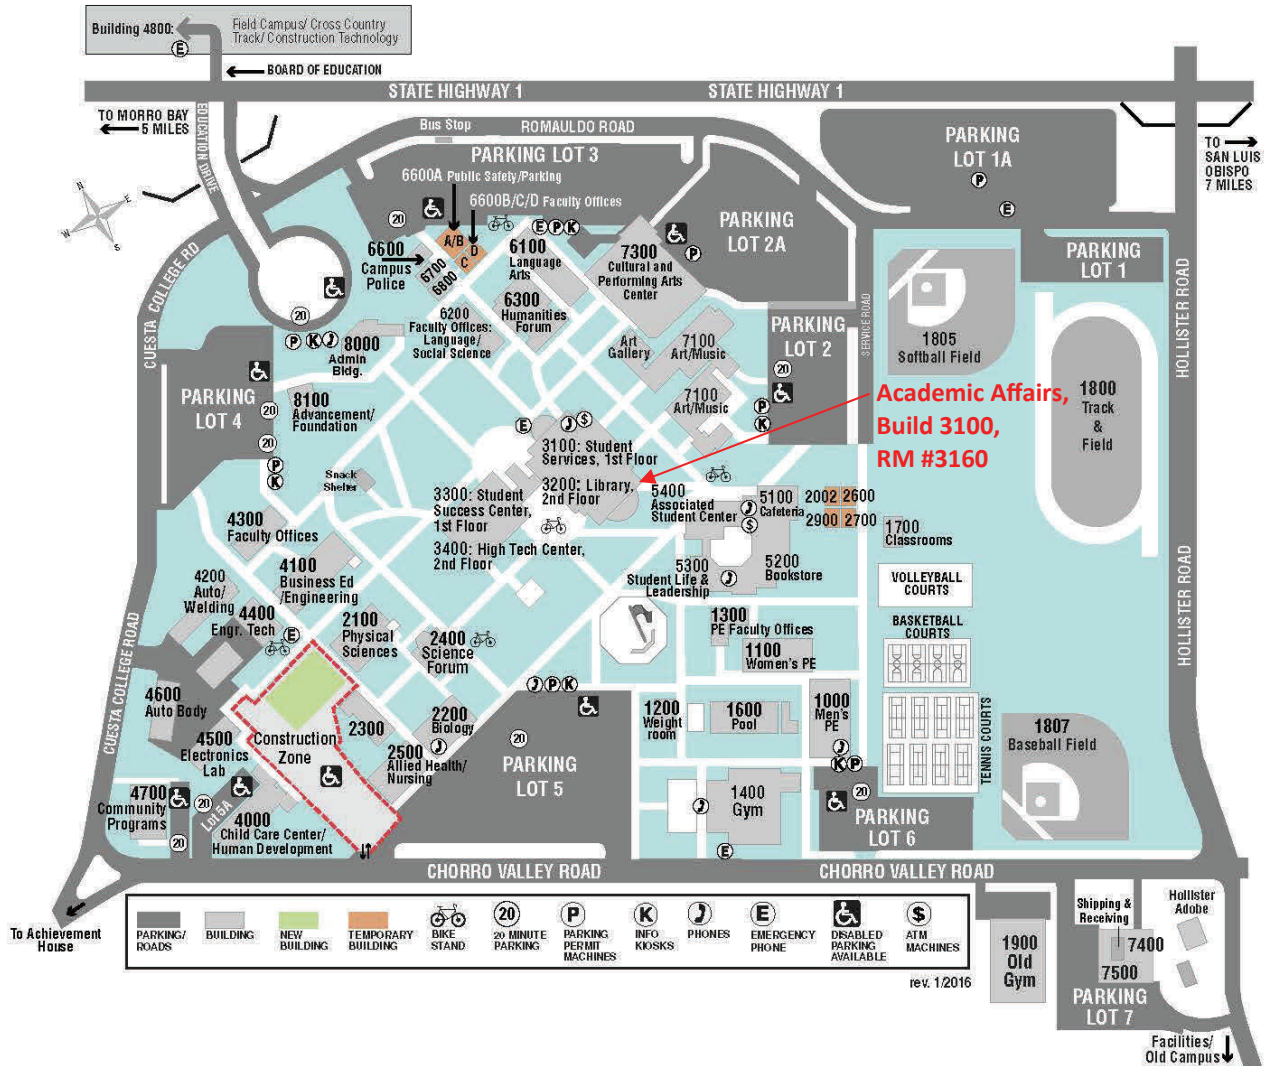 Building 4800:
Field Campus/ Cross Country
Track/ Construction Technology
E
BOARD OF EDUCATION
STATE HIGHWAY 1
STATE HIGHWAY 1
TO MORRO BAY
5 MILES
EDUCATION DRIVE
Bus Stop
ROMAULDO ROAD
PARKING LOT 3
PARKING
LOT 1A
P
E
TO
SAN LUIS
OBISPO
7 MILES
HOLLISTER ROAD
6600A Public Safety/Parking
6600B/C/D Faculty Offices
N
E
S
W
CUESTA COLLEGE RD
20
A/B
D
C
6600
Campus
Police
6700
6800
E P K
6100
Language
Arts
7300
Cultural and
Performing Arts
Center
P
PARKING
LOT 2A
PARKING
LOT 1
6300
Humanities
Forum
6200
Faculty Offices:
Language/
Social Science
20
P K
8000
Admin
Bldg.
Art
Gallery
7100
Art/Music
7100
Art/Music
PARKING
LOT 2
20
P
K
SERVICE ROAD
1805
Softball Field
1800
Track
&
Field
HOLLISTER ROAD
PARKING
LOT 4
20
20
P
K
8100
Advancement/
Foundation
Academic Affairs,
Build 3100,
RM #3160
E
$
3100: Student
Services, 1st Floor
3200: Library,
2nd Floor
Snack
Shelter
3300: Student
Success Center,
1st Floor
3400: High Tech Center,
2nd Floor
5400
Associated
Student Center
$
5100
Cafeteria
2002
2600
2900
2700
1700
Classrooms
4300
Faculty Offices
4100
Business Ed
/Engineering
5300
Student Life &
Leadership
5200
Bookstore
VOLLEYBALL
COURTS
4200
Auto/
Welding
4400
Engr. Tech
E
2100
Physical
Sciences
2400
Science
Forum
1300
PE Faculty Offices
1100
Women's PE
BASKETBALL
COURTS
CUESTA COLLEGE ROAD
4600
Auto Body
4500
Electronics
Lab
Construction
Zone
2300
2200
Biology
2500
Allied Health/
Nursing
P K
20
PARKING
LOT 5
1200
Weight
room
1600
Pool
1000
Men's
PE
K P
TENNIS COURTS
1807
Baseball Field
HOLLISTER ROAD
4700
Community
Programs
20
20
Lot 5A
4000
Child Care Center/
Human Development
1400
Gym
E
20
PARKING
LOT 6
CHORRO VALLEY ROAD
CHORRO VALLEY ROAD
To Achievement
House
PARKING/
ROADS
BUILDING
NEW
BUILDING
TEMPORARY
BUILDING
BIKE
STAND
20
20 MINUTE
PARKING
P
PARKING
PERMIT
MACHINES
K
INFO
KIOSKS
PHONES
E
EMERGENCY
PHONE
DISABLED
PARKING
AVAILABLE
$
ATM
MACHINES
rev. 1/2016
1900
Old
Gym
Shipping &
Receiving
7400
7500
Hollister
Adobe
PARKING
LOT 7
Facilities/
Old Campus